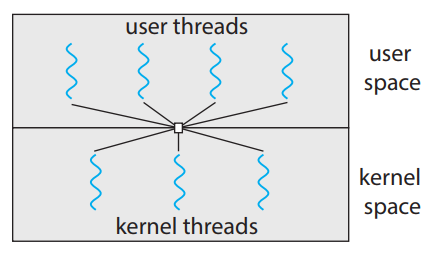 user threads
user
space
kernel
space
kernel threads